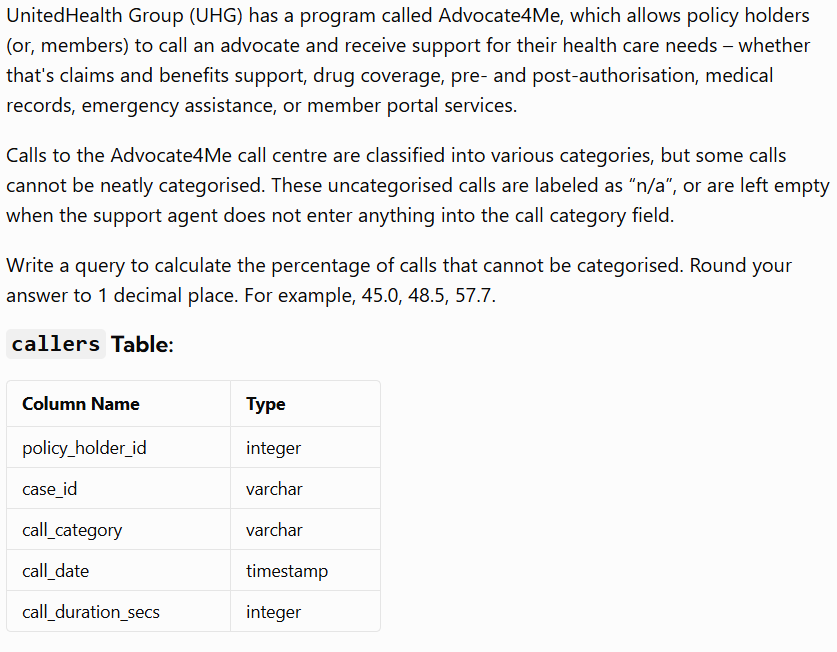 UnitedHealth Group (UHG) has a program called Advocate4Me, which allows policy holders
(or, members) to call an advocate and receive support for their health care needs – whether
that's claims and benefits support, drug coverage, pre- and post-authorisation, medical
records, emergency assistance, or member portal services.
Calls to the Advocate4Me call centre are classified into various categories, but some calls
cannot be neatly categorised. These uncategorised calls are labeled as “n/a”, or are left empty
when the support agent does not enter anything into the call category field.
Write a query to calculate the percentage of calls that cannot be categorised. Round your
answer to 1 decimal place. For example, 45.0, 48.5, 57.7.
callers Table:
Column Name Type
policy_holder_id integer
case_id varchar
call_category varchar
call_date timestamp
call_duration_secs integer